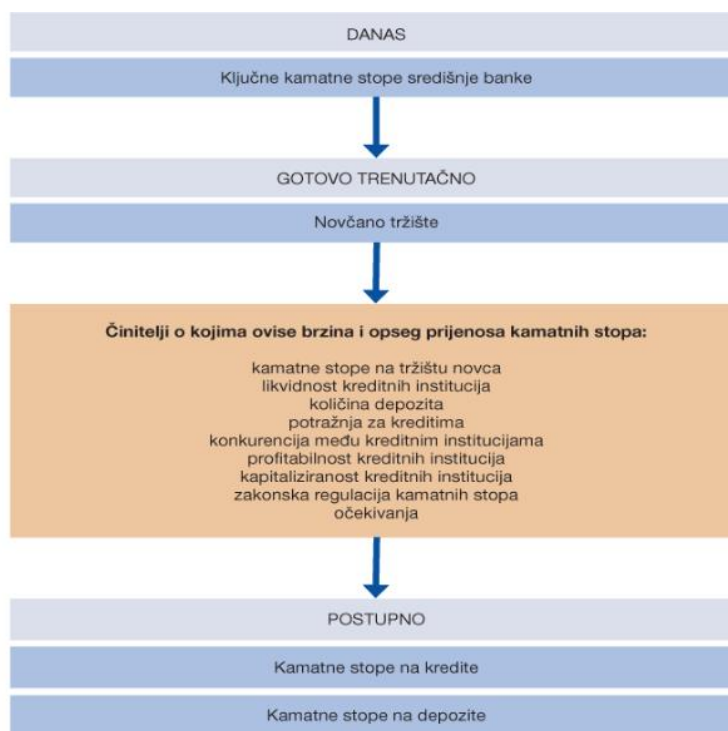 DANAS
Ključne kamatne stope središnje banke
GOTOVO TRENUTAČNO
Novčano tržište
Činitelji o kojima ovise brzina i opseg prijenosa kamatnih stopa:
kamatne stope na tržištu novca
likvidnost kreditnih institucija
količina depozita
potražnja za kreditima
konkurencija među kreditnim institucijama
profitabilnost kreditnih institucija
kapitaliziranost kreditnih institucija
zakonska regulacija kamatnih stopa
očekivanja
POSTUPNO
Kamatne stope na kredite
Kamatne stope na depozite